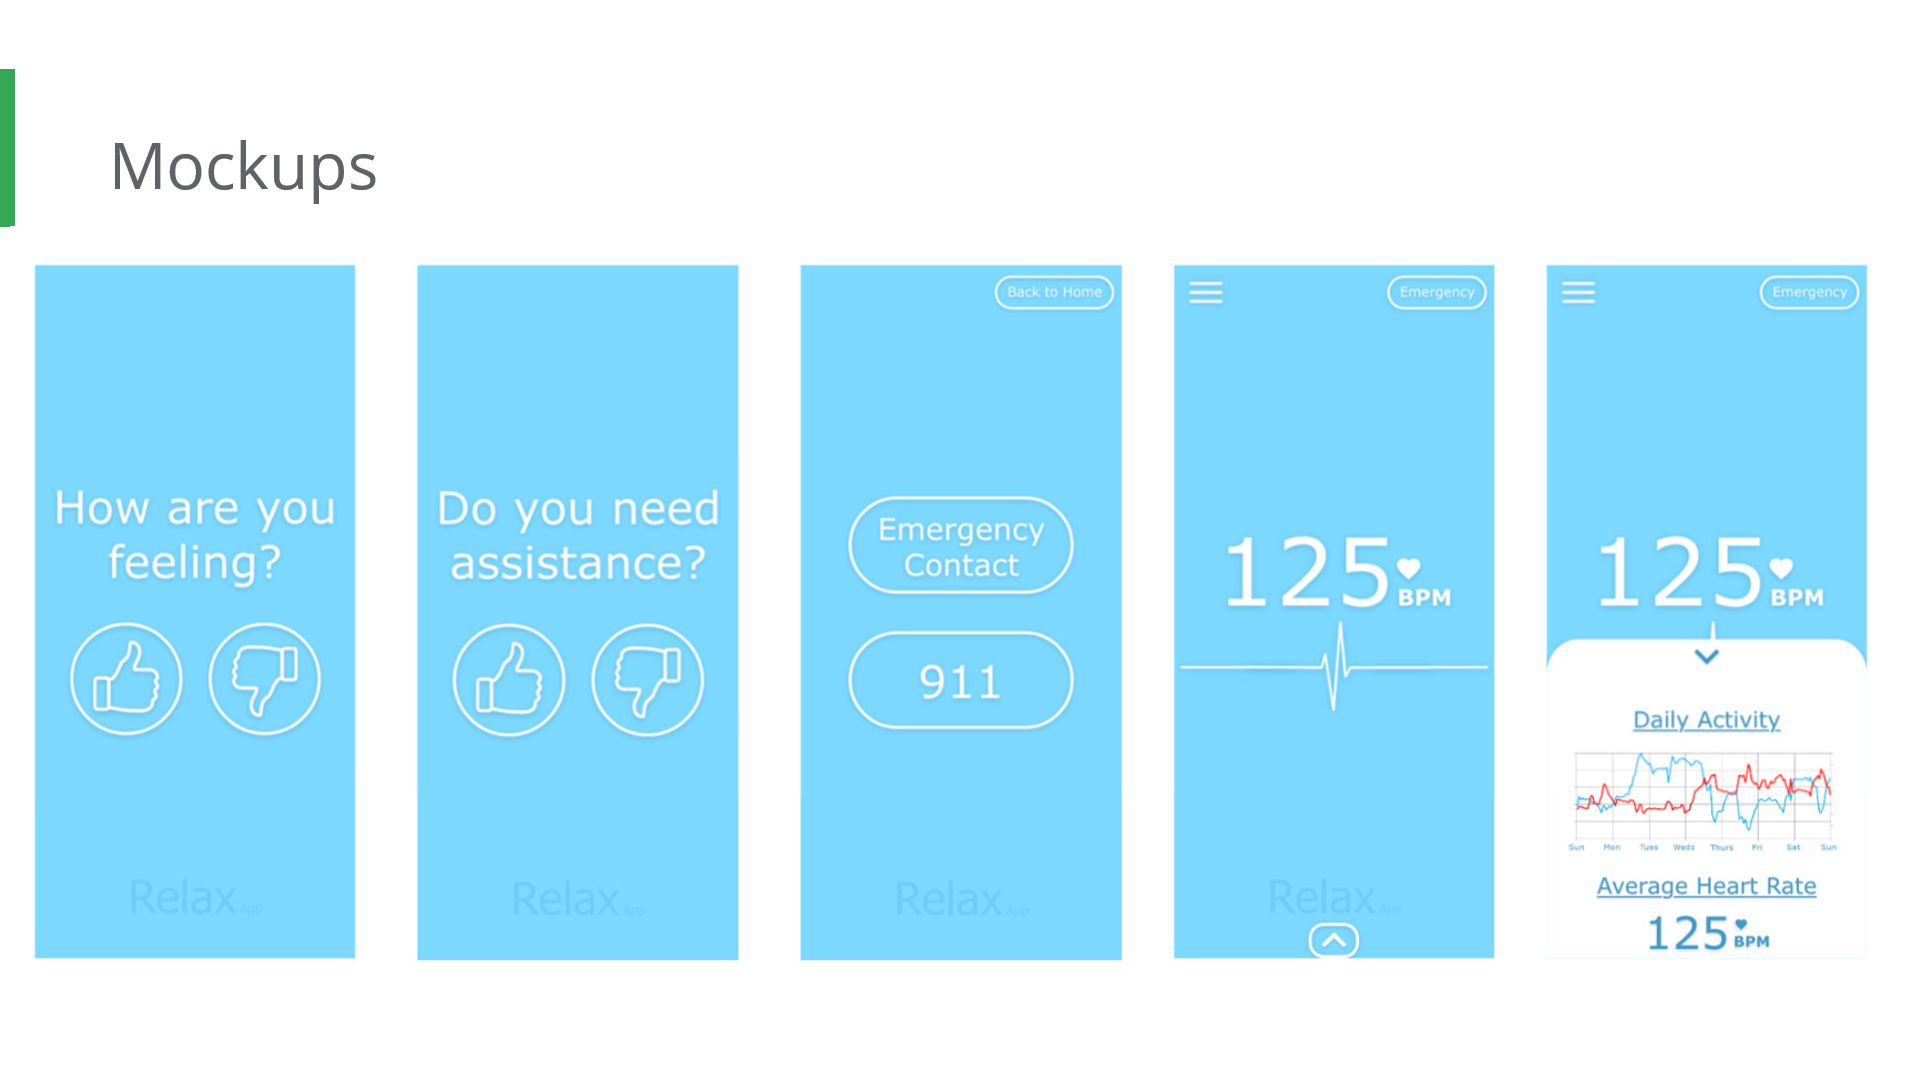 Mockups
How are you
feeling?
Relax App
Do you need
assistance?
Relax App
Back to Home
Emergency
Contact
911
Relax App
Emergency
125
BPM
Relax App
Emergency
125
BPM
Daily Activity
Sun Mon Tues Weds Thurs Fri Sat Sun
Average Heart Rate
125 BPM